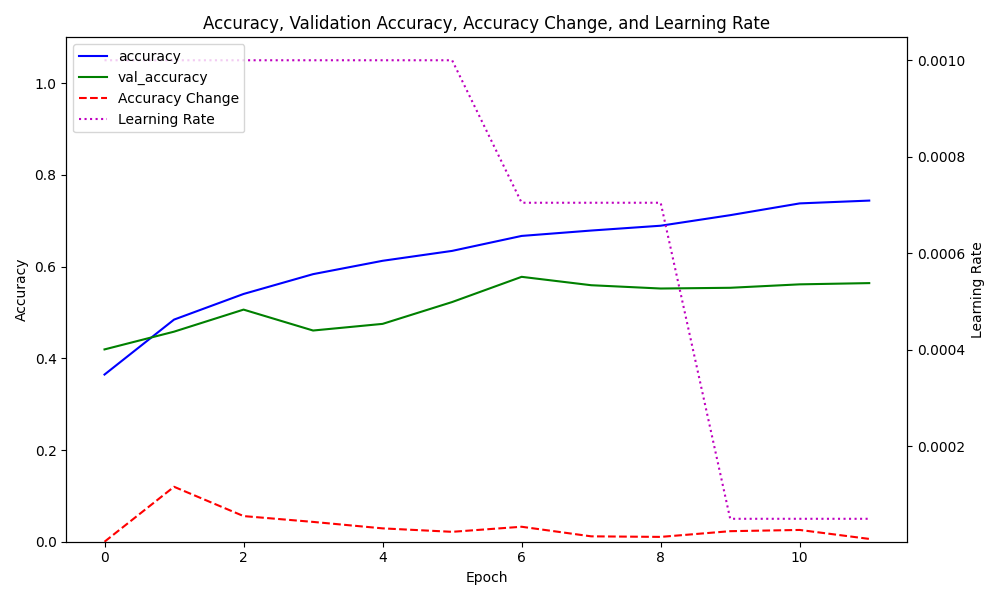 Accuracy, Validation Accuracy, Accuracy Change, and Learning Rate
accuracy
val_accuracy
Accuracy Change
Learning Rate
1.0
0.8
0.6
0.4
0.2
0.0
Accuracy
0.0010
0.0008
0.0006
0.0004
0.0002
Learning Rate
0 2 4 6 8 10
Epoch